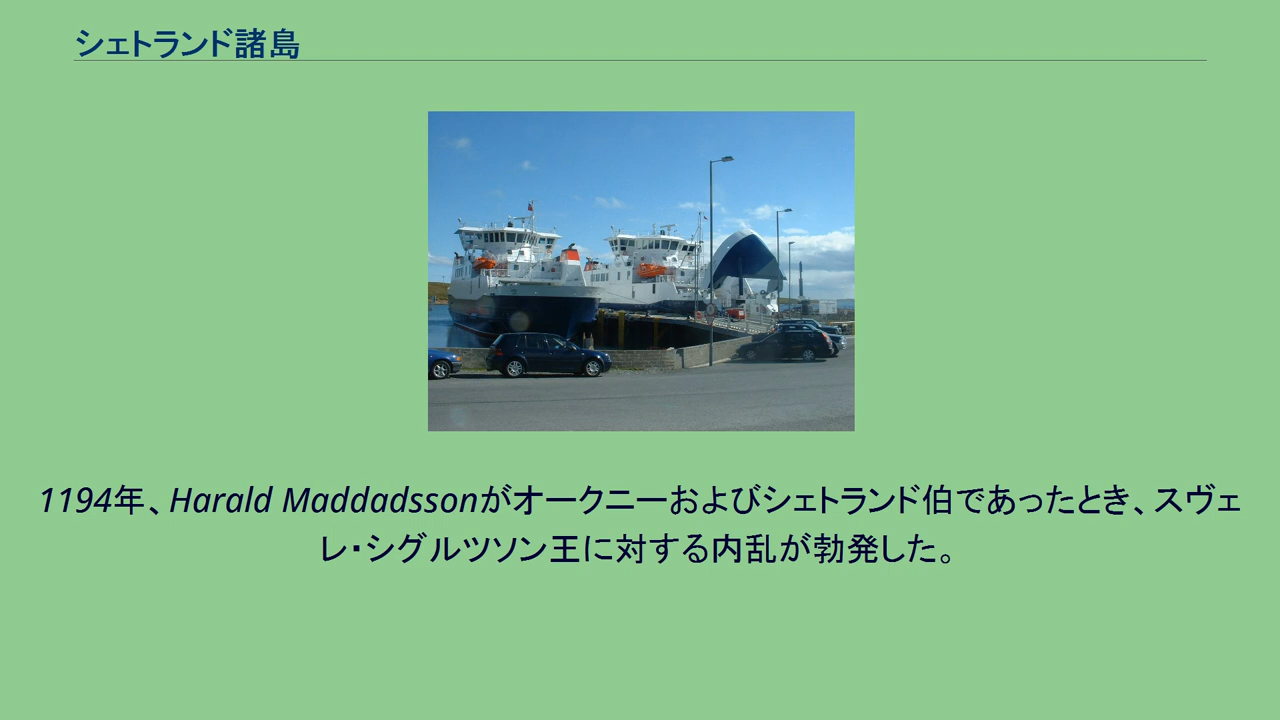 シェトランド諸島
1194年、Harald Maddadssonがオークニーおよびシェトランド伯であったとき、スヴェ
レ・シグルツソン王に対する内乱が勃発した。